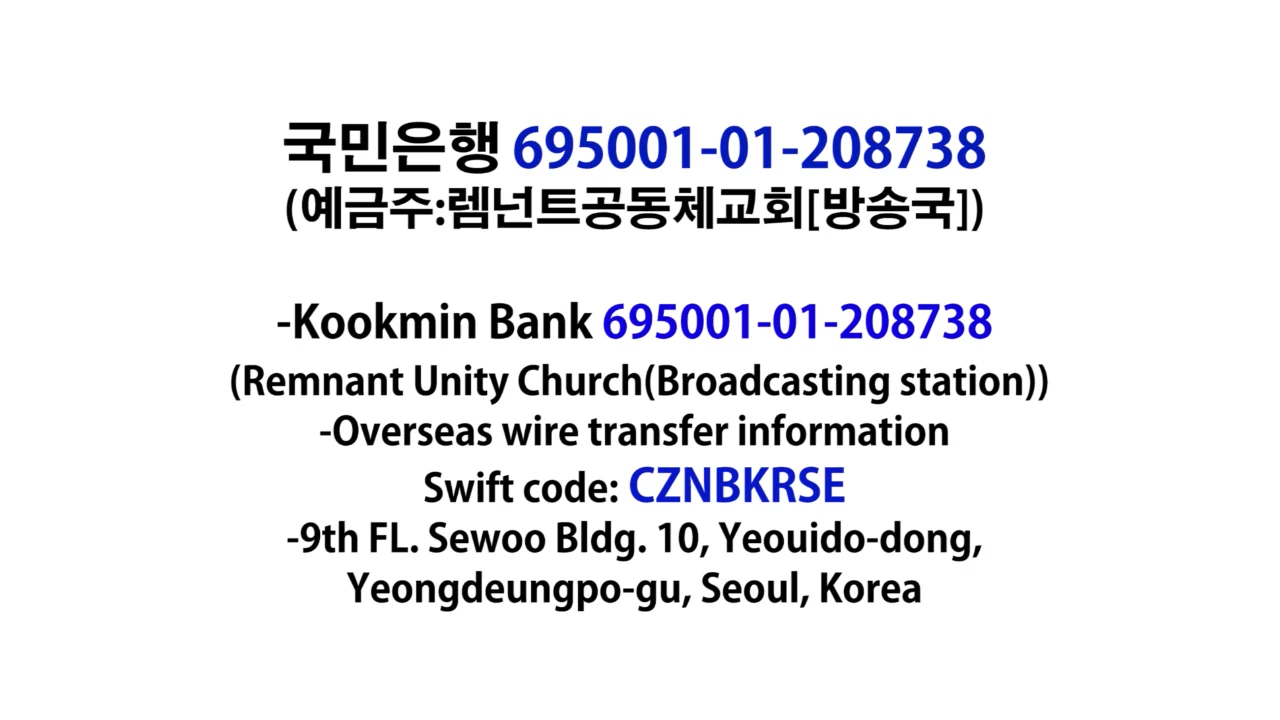 국민은행 695001-01-208738
(예금주:렘넌트공동체교회[방송국])
-Kookmin Bank 695001-01-208738
(Remnant Unity Church(Broadcasting station))
-Overseas wire transfer information
Swift code: CZNBKRSE
-9th FL. Sewoo Bldg. 10, Yeouido-dong,
Yeongdeungpo-gu, Seoul, Korea